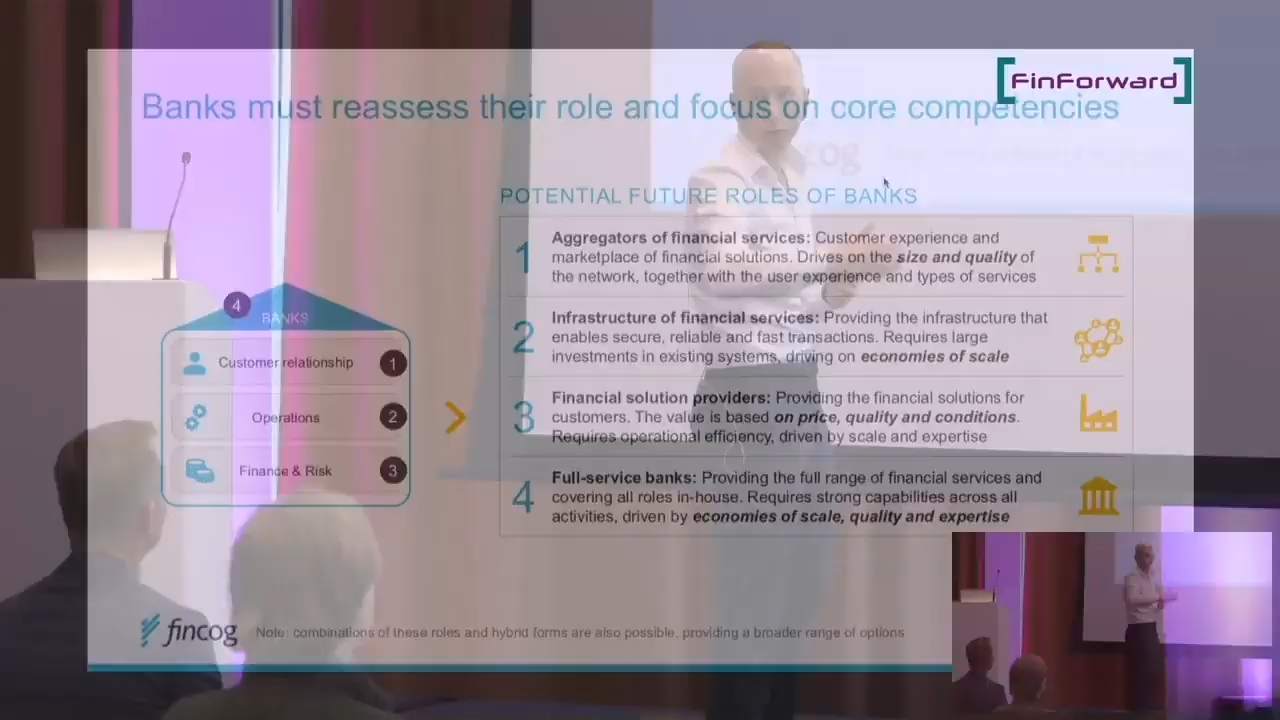 FinForward
Banks must reassess their role and focus on core competencies
cog
POTENTIAL FUTURE ROLES OF BANKS
1
Aggregators of financial services: Customer experience and
marketplace of financial solutions. Drives on the size and quality of
the network, together with the user experience and types of services
2
Infrastructure of financial services: Providing the infrastructure that
enables secure, reliable and fast transactions. Requires large
investments in existing systems, driving on economies of scale
3
Financial solution providers: Providing the financial solutions for
customers. The value is based on price, quality and conditions.
Requires operational efficiency, driven by scale and expertise
4
Full-service banks: Providing the full range of financial services and
covering all roles in-house. Requires strong capabilities across all
activities, driven by economies of scale, quality and expertise
4
BANKS
Customer relationship 1
Operations 2
Finance & Risk 3
fincog
Note: combinations of these roles and hybrid forms are also possible, providing a broader range of options